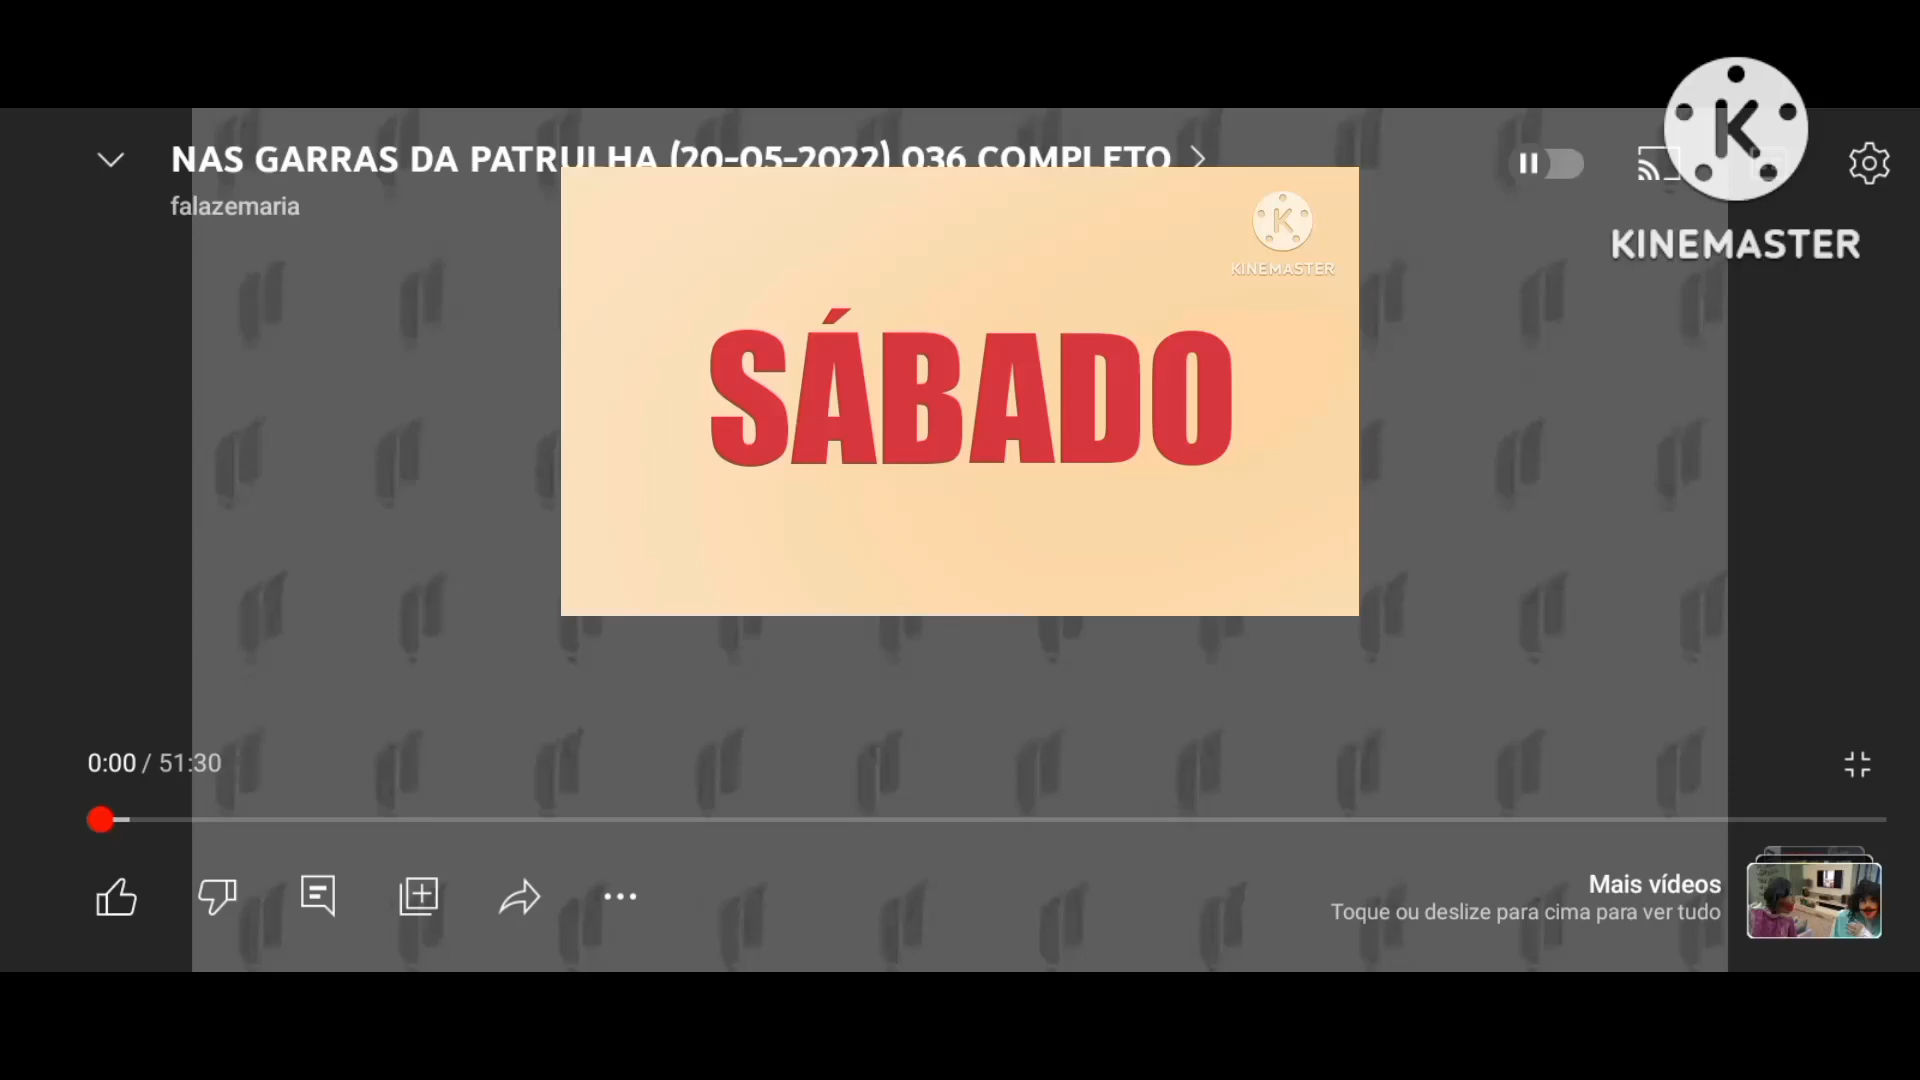 NAS GARRAS DA PATRULHA (20-05-2022) 036 COMPLETO
falazemaria
KINEMASTER
KINEMASTER
SÁBADO
0:00 / 51:30
Mais vídeos
Toque ou deslize para cima para ver tudo